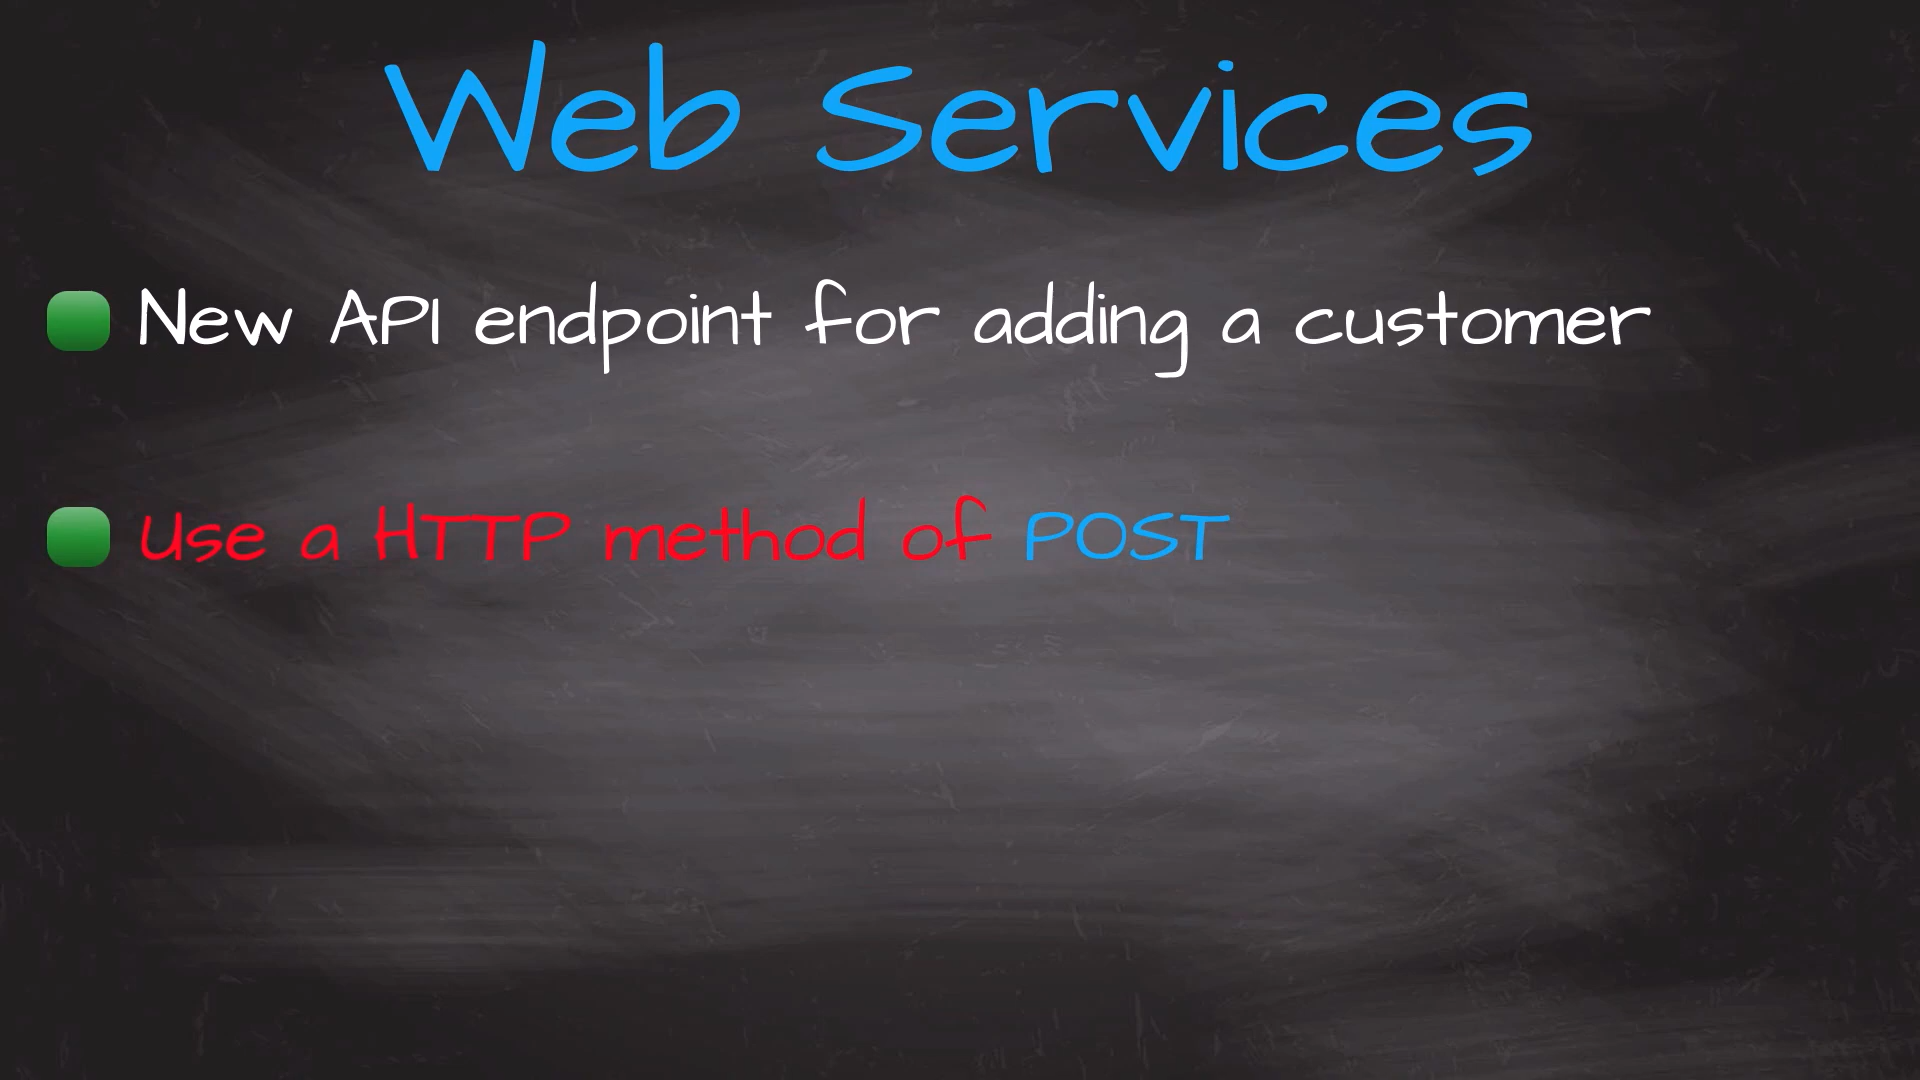 Web Services
New API endpoint for adding a customer
Use a HTTP method of POST